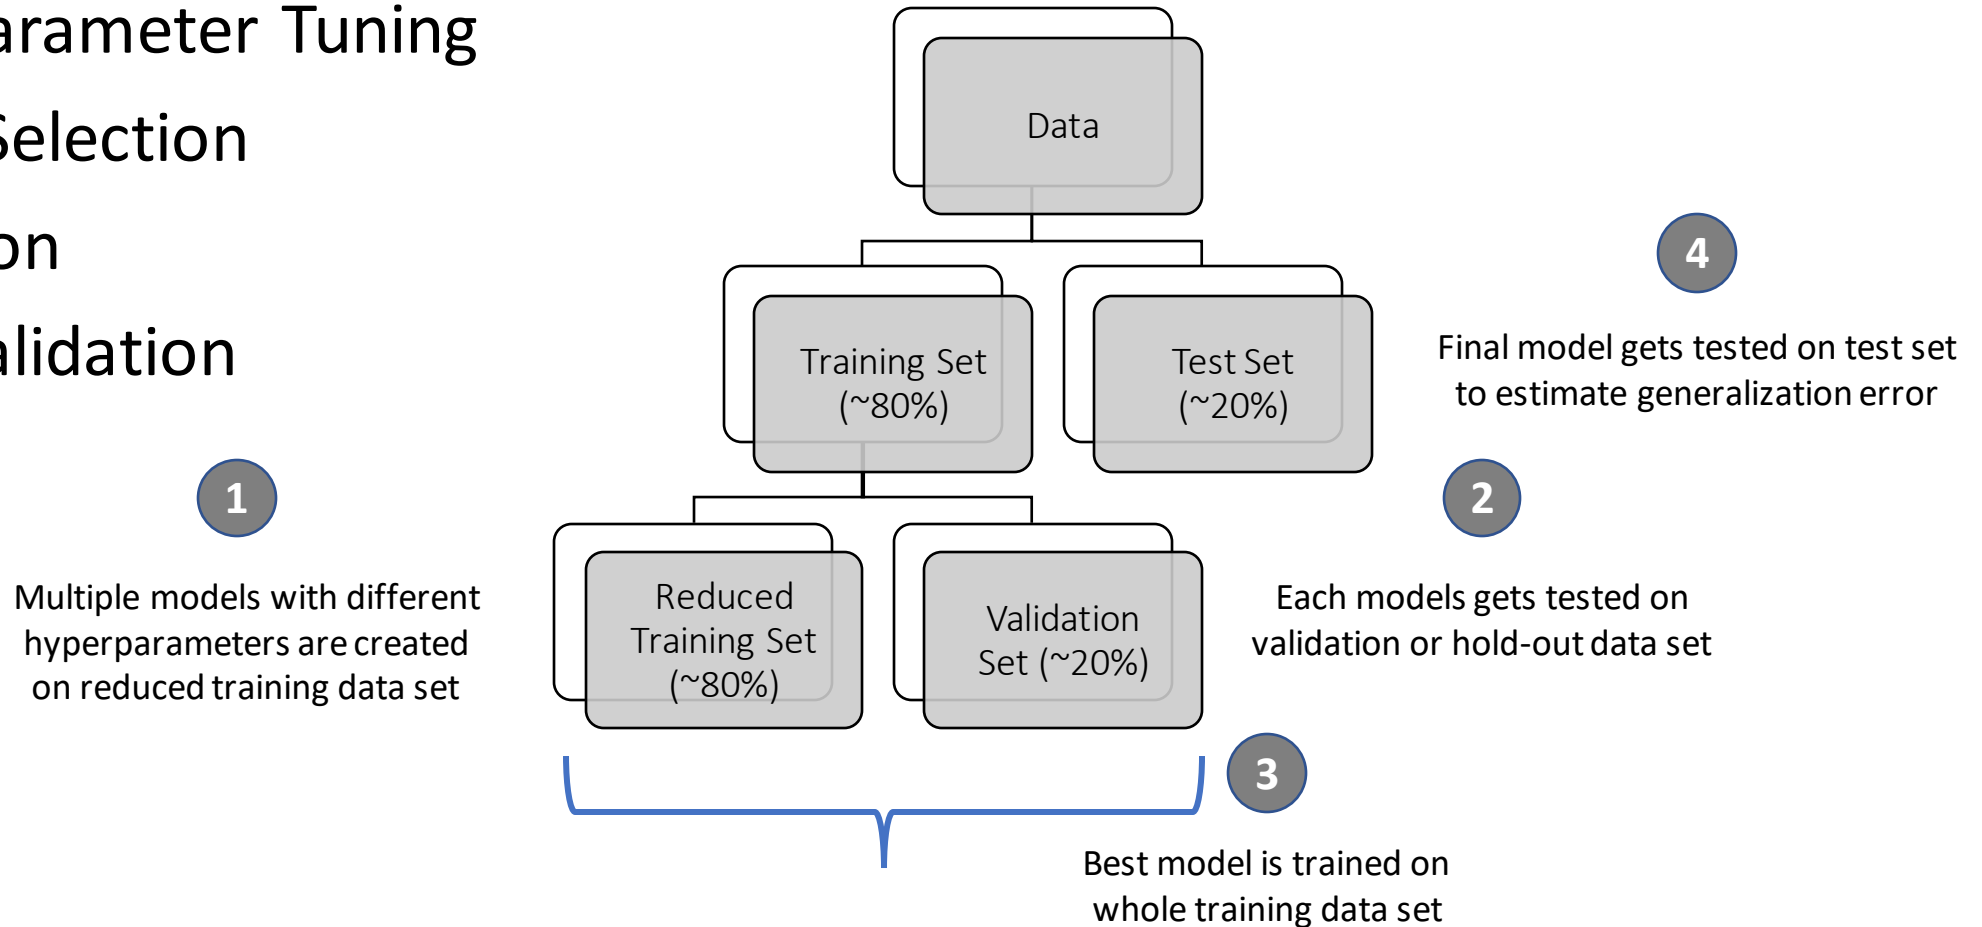 arameter Tuning
Selection
on
alidation
Data
Training Set
(~80%)
Test Set
(~20%)
4
Final model gets tested on test set
to estimate generalization error
1
Multiple models with different
hyperparameters are created
on reduced training data set
Reduced
Training Set
(~80%)
Validation
Set (~20%)
2
Each models gets tested on
validation or hold-out data set
3
Best model is trained on
whole training data set